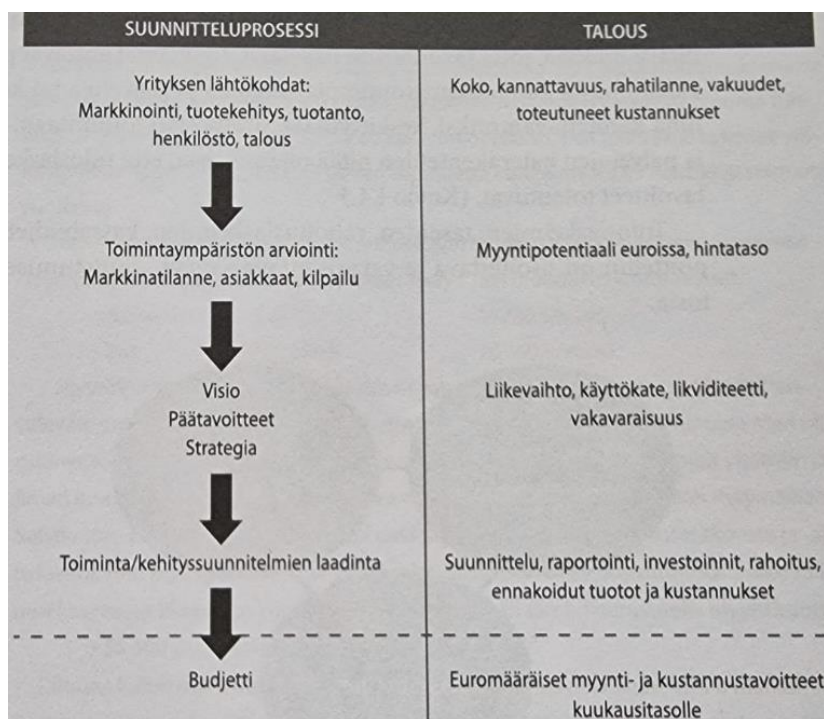 SUUNNITTELUPROSESSI
TALOUS
Yrityksen lähtökohdat:
Markkinointi, tuotekehitys, tuotanto,
henkilöstö, talous
Koko, kannattavuus, rahatilanne, vakuudet,
toteutuneet kustannukset
Toimintaympäristön arviointi:
Markkinatilanne, asiakkaat, kilpailu
Myyntipotentiaali euroissa, hintataso
Visio
Päätavoitteet
Strategia
Liikevaihto, käyttökate, likviditeetti,
vakavaraisuus
Toiminta/kehityssuunnitelmien laadinta
Suunnittelu, raportointi, investoinnit, rahoitus,
ennakoidut tuotot ja kustannukset
Budjetti
Euromääräiset myynti- ja kustannustavoitteet
kuukausitasolle